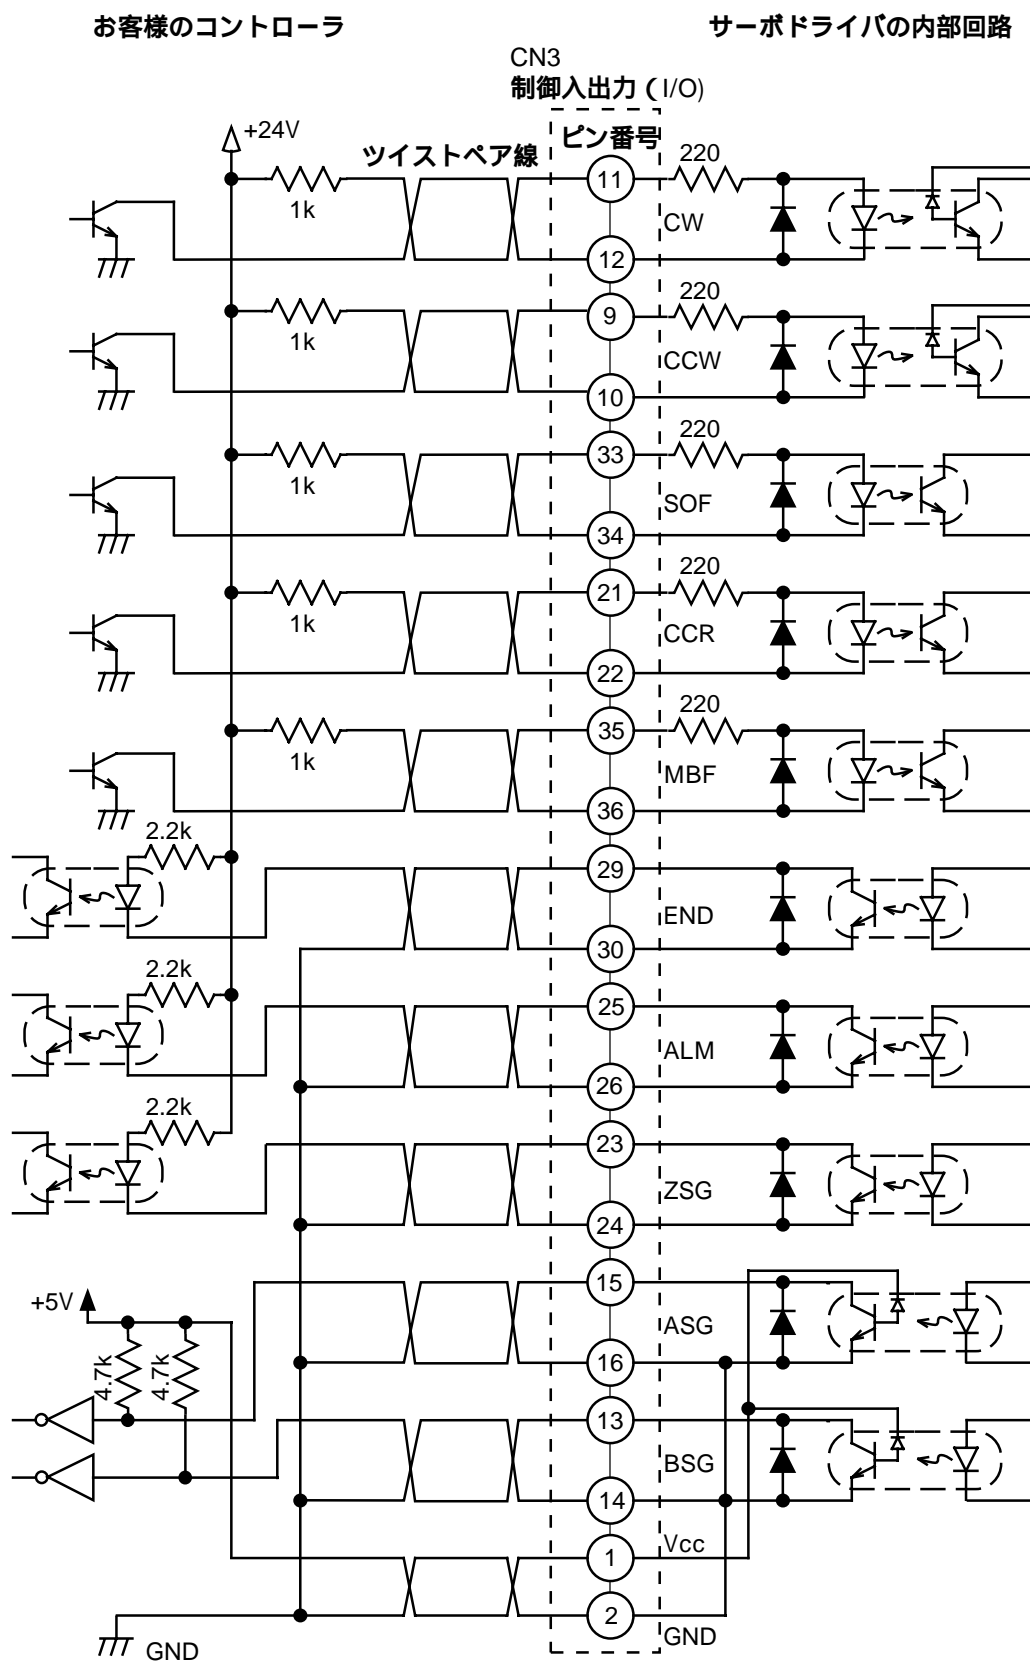 お客様のコントローラ
サーボドライバの内部回路
CN3
制御入出力 (I/O)
ピン番号
+24V
ツイストペア線
1k
11
220
CW
12
1k
9
220
CCW
10
1k
33
220
SOF
34
1k
21
220
CCR
22
1k
35
220
MBF
36
2.2k
29
END
30
2.2k
25
ALM
26
2.2k
23
ZSG
24
+5V
4.7k
4.7k
15
ASG
16
13
BSG
14
1
Vcc
2
GND
GND